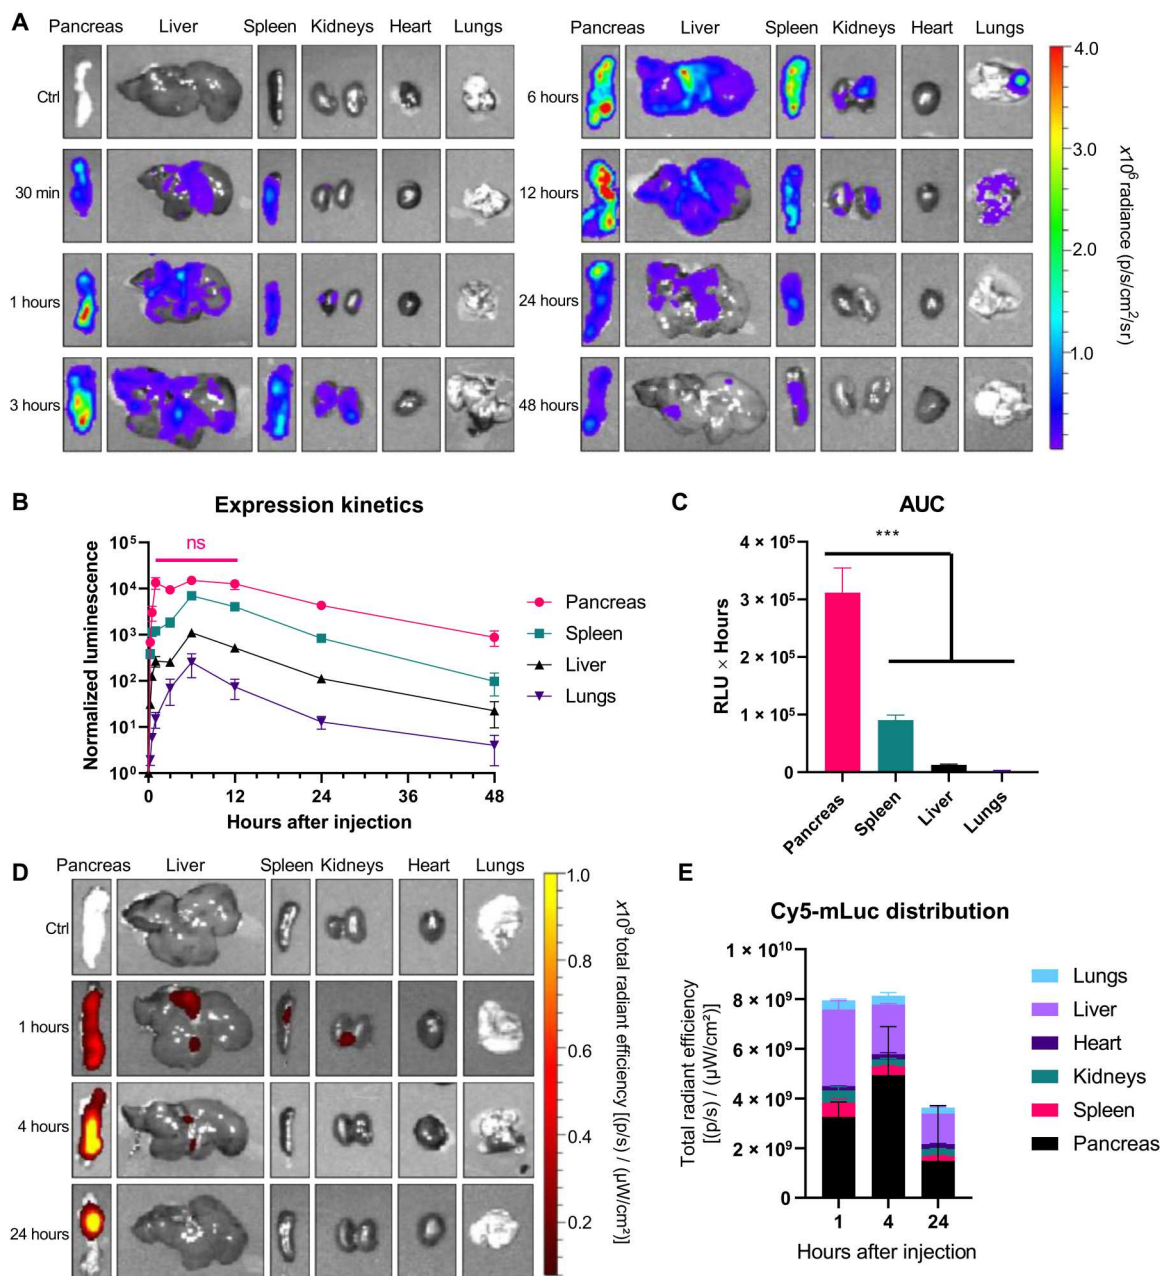 A
Pancreas Liver Spleen Kidneys Heart Lungs
Pancreas Liver Spleen Kidneys Heart Lungs
Ctrl
30 min
1 hours
3 hours
6 hours
12 hours
24 hours
48 hours
4.0
3.0
2.0
1.0
x10⁶ radiance (p/s/cm²/sr)
B
Expression kinetics
Normalized luminescence
10⁵
10⁴
10³
10²
10¹
10⁰
ns
0 12 24 36 48
Hours after injection
Pancreas
Spleen
Liver
Lungs
C
AUC
RLU × Hours
4 × 10⁵
3 × 10⁵
2 × 10⁵
1 × 10⁵
0
***
Pancreas
Spleen
Liver
Lungs
D
Pancreas Liver Spleen Kidneys Heart Lungs
Ctrl
1 hours
4 hours
24 hours
1.0
0.8
0.6
0.4
0.2
x10⁹ total radiant efficiency [(p/s) / (μW/cm²)]
E
Cy5-mLuc distribution
Total radiant efficiency
[(p/s) / (μW/cm²)]
1 × 10¹⁰
8 × 10⁹
6 × 10⁹
4 × 10⁹
2 × 10⁹
0
1 4 24
Hours after injection
Lungs
Liver
Heart
Kidneys
Spleen
Pancreas